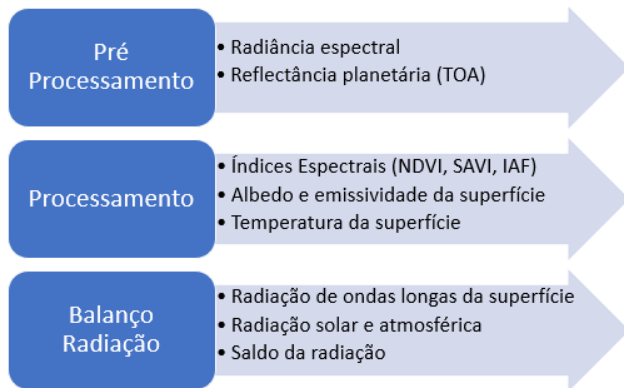 Pré
Processamento
• Radiância espectral
• Reflectância planetária (TOA)
Processamento
• Índices Espectrais (NDVI, SAVI, IAF)
• Albedo e emissividade da superfície
• Temperatura da superfície
Balanço
Radiação
• Radiação de ondas longas da superfície
• Radiação solar e atmosférica
• Saldo da radiação